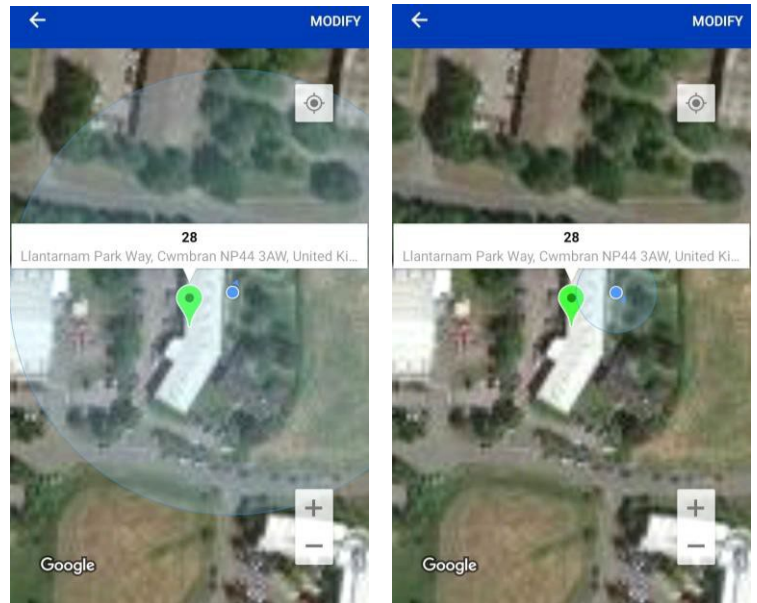 MODIFY
28
Llantarnam Park Way, Cwmbran NP44 3AW, United Ki...
Google
MODIFY
28
Llantarnam Park Way, Cwmbran NP44 3AW, United Ki...
Google